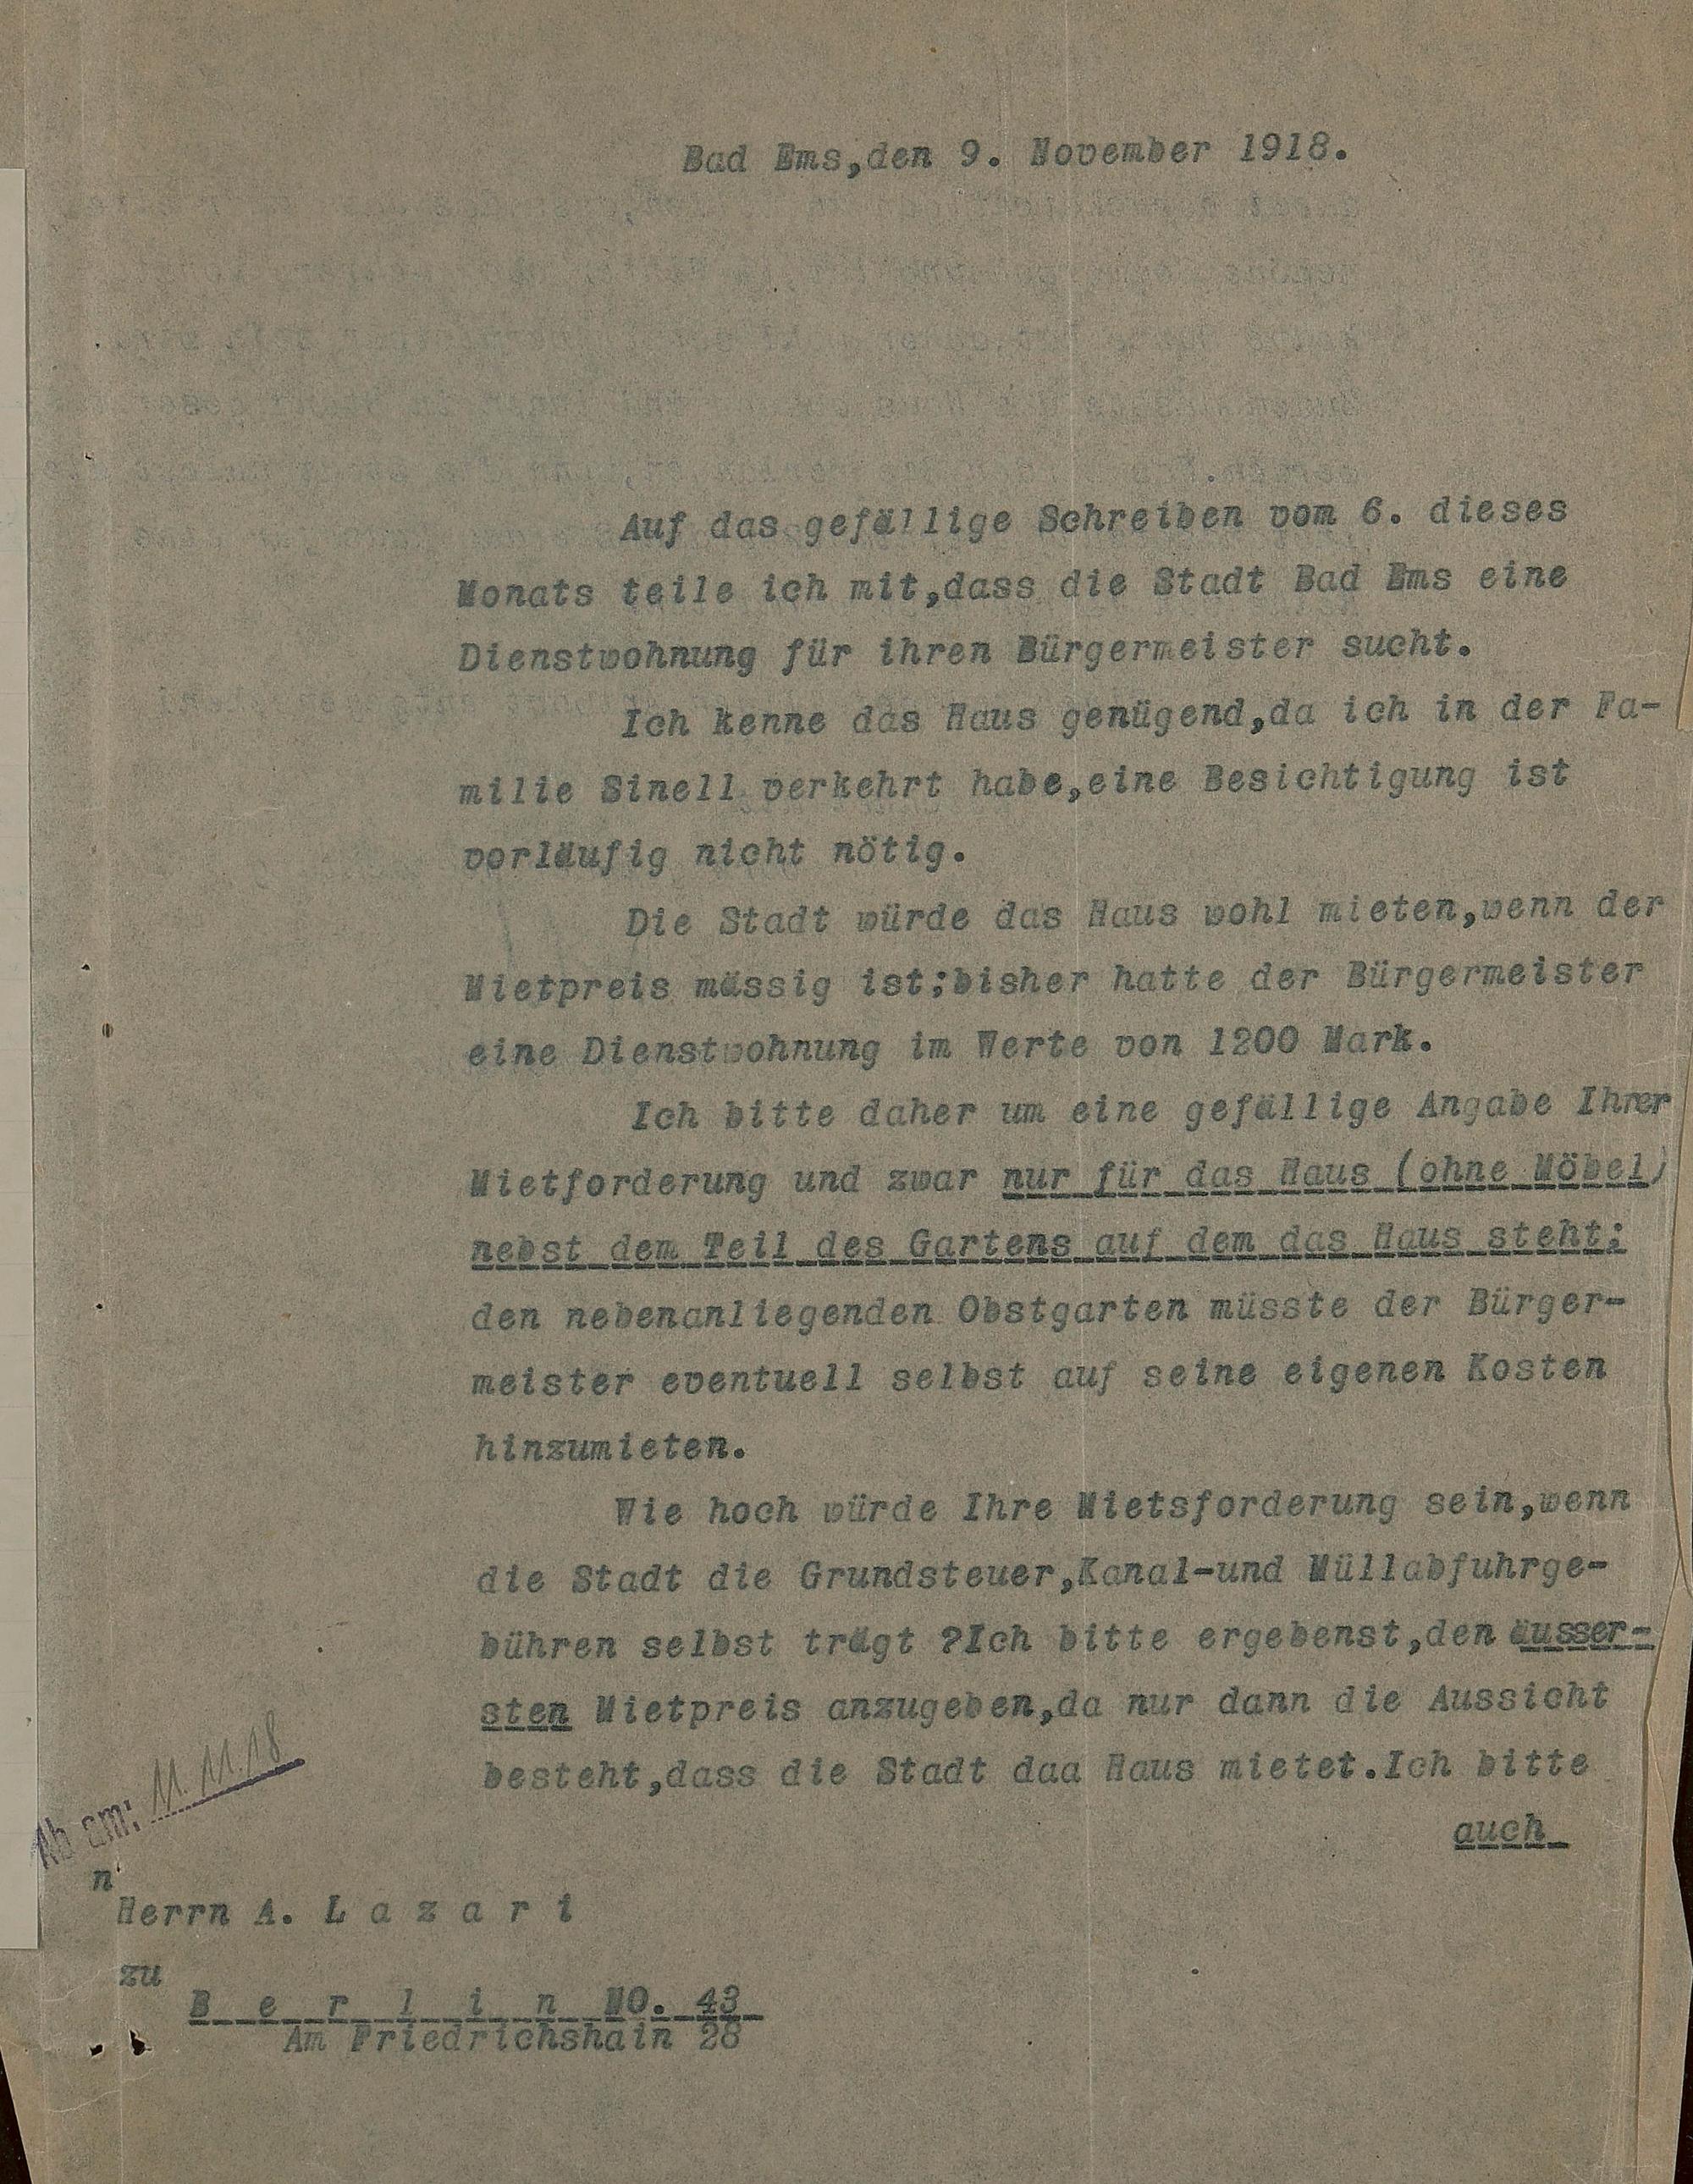 Bad Ems,den 9. November 1918.
Auf das gefällige Schreiben vom 6. dieses
Monats teile ich mit,dass die Stadt Bad Ems eine
Dienstwohnung für ihren Bürgermeister sucht.
Ich kenne das Haus genügend,da ich in der Fa-
milie Sinell verkehrt habe,eine Besichtigung ist
vorläufig nicht nötig.
Die Stadt würde das Haus wohl mieten,wenn der
Mietpreis mässig ist;bisher hatte der Bürgermeister
eine Dienstwohnung im Werte von 1200 Mark.
Ich bitte daher um eine gefällige Angabe Ihrer
Mietforderung und zwar nur für das Haus (ohne Möbel)
nebst dem Teil des Gartens auf dem das Haus steht;
den nebenanliegenden Obstgarten müsste der Bürger-
meister eventuell selbst auf seine eigenen Kosten
hinzumieten.
Wie hoch würde Ihre Mietsforderung sein,wenn
die Stadt die Grundsteuer,Kanal-und Müllabfuhrge-
bühren selbst trägt ?Ich bitte ergebenst,den äusser-
sten Mietpreis anzugeben,da nur dann die Aussicht
besteht,dass die Stadt daa Haus mietet.Ich bitte
auch
Ab am: 11.11.18
n
Herrn A. L a z a r i
zu
B e r l i n NO. 43
Am Friedrichshain 28